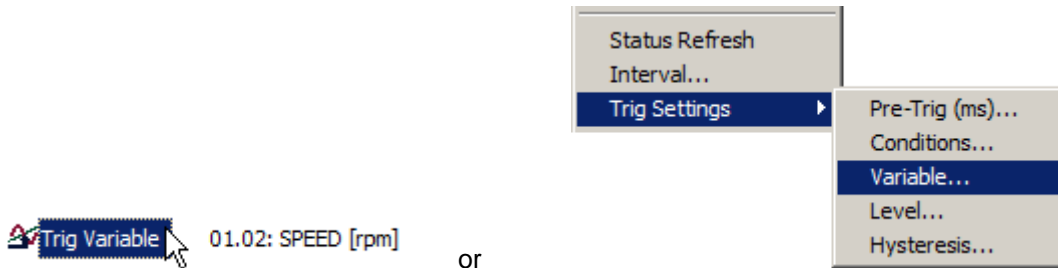 Status Refresh
Interval...
Trig Settings
Pre-Trig (ms)...
Conditions...
Variable...
Level...
Hysteresis...
Trig Variable 01.02: SPEED [rpm]
or